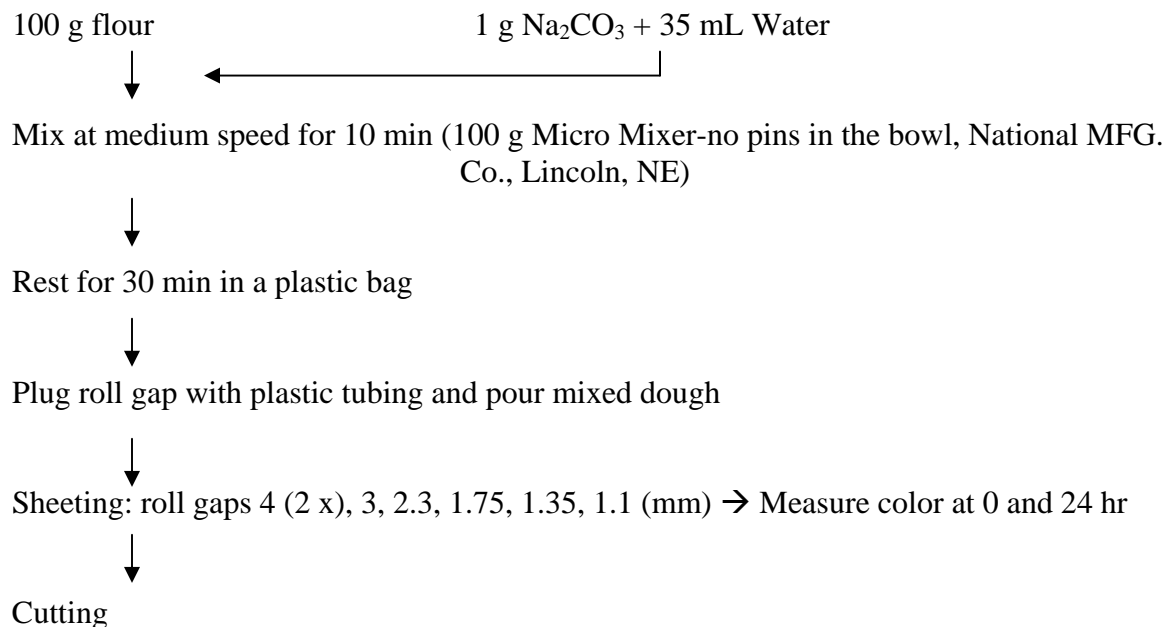 100 g flour 1 g Na₂CO₃ + 35 mL Water
Mix at medium speed for 10 min (100 g Micro Mixer-no pins in the bowl, National MFG.
Co., Lincoln, NE)
Rest for 30 min in a plastic bag
Plug roll gap with plastic tubing and pour mixed dough
Sheeting: roll gaps 4 (2 x), 3, 2.3, 1.75, 1.35, 1.1 (mm) → Measure color at 0 and 24 hr
Cutting